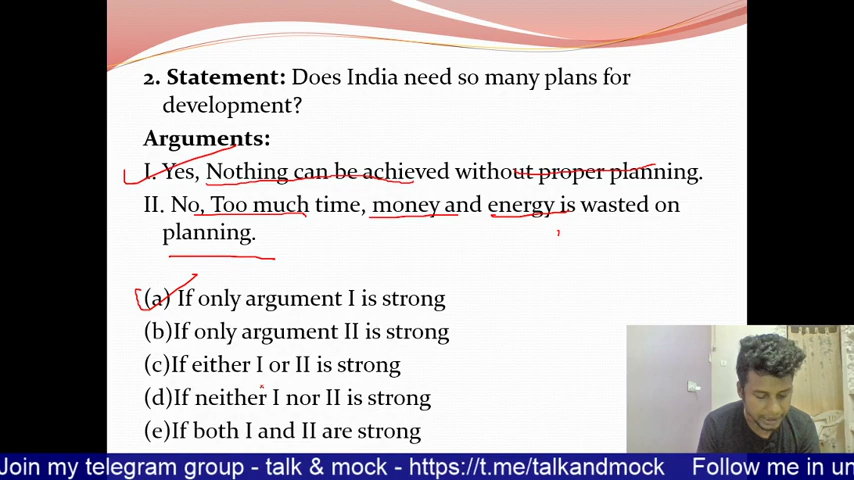 2. Statement: Does India need so many plans for
development?
Arguments:
I. Yes, Nothing can be achieved without proper planning.
II. No, Too much time, money and energy is wasted on
planning.
(a) If only argument I is strong
(b)If only argument II is strong
(c)If either I or II is strong
(d)If neither I nor II is strong
(e)If both I and II are strong
Join my telegram group - talk & mock - https://t.me/talkandmock Follow me in un